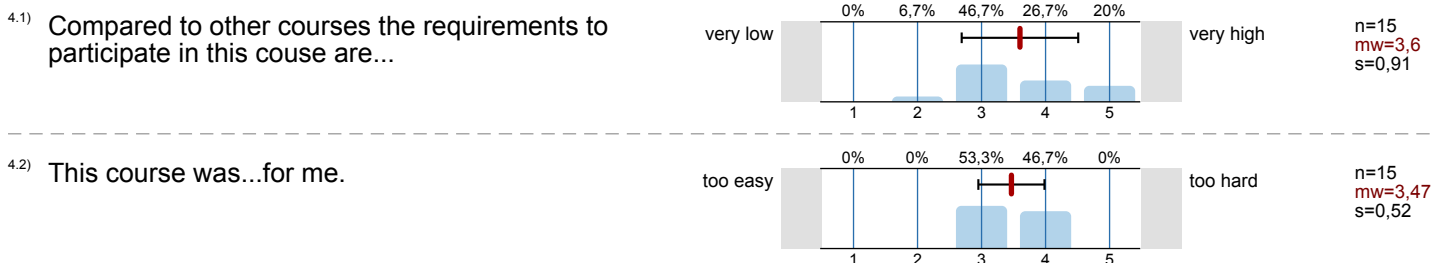 4.1) Compared to other courses the requirements to
participate in this couse are...
very low
0% 6,7% 46,7% 26,7% 20%
1 2 3 4 5
very high
n=15
mw=3,6
s=0,91
4.2) This course was...for me.
too easy
0% 0% 53,3% 46,7% 0%
1 2 3 4 5
too hard
n=15
mw=3,47
s=0,52